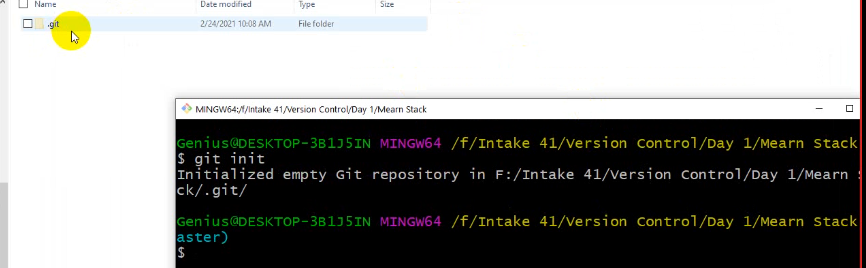 Name Date modified Type Size
.git 2/24/2021 10:08 AM File folder
MINGW64:/f/Intake 41/Version Control/Day 1/Mearn Stack
Genius@DESKTOP-3B1J5IN MINGW64 /f/Intake 41/Version Control/Day 1/Mearn Stack
$ git init
Initialized empty Git repository in F:/Intake 41/Version Control/Day 1/Mearn S
ck/.git/
Genius@DESKTOP-3B1J5IN MINGW64 /f/Intake 41/Version Control/Day 1/Mearn Stack
aster)
$